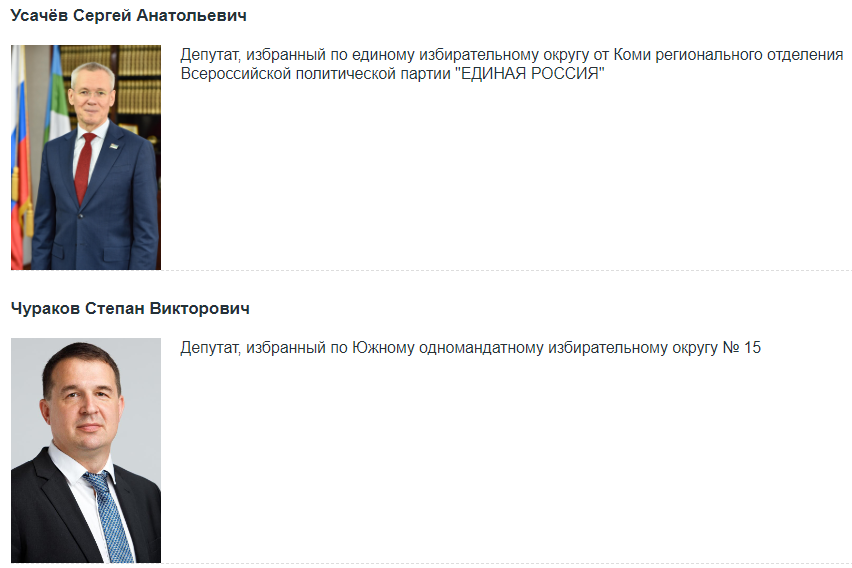 Усачёв Сергей Анатольевич
Депутат, избранный по единому избирательному округу от Коми регионального отделения
Всероссийской политической партии "ЕДИНАЯ РОССИЯ"
Чураков Степан Викторович
Депутат, избранный по Южному одномандатному избирательному округу № 15